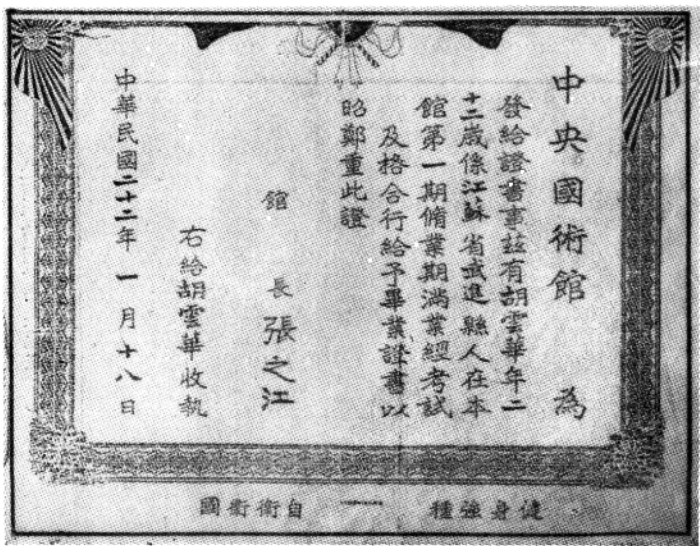 中央國術館 為
發給證書事茲有胡雲華年二
十二歲係江蘇省武進縣人在本
館第一期脩業期滿業經考試
及格合行給予畢業證書以
昭鄭重此證
館 長 張之江
右給胡雲華收執
中華民國二十二年一月十八日
健身強種 —— 自衛衛國